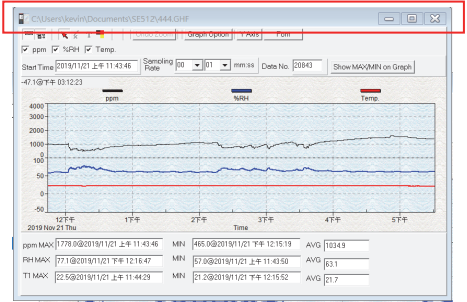 C:\Users\kevin\Documents\SE512\444.GHF
Undo Zoom Graph Option Y Axis Font
ppm %RH Temp.
Start Time 2019/11/21 上午 11:43:46 Sampling Rate 00 01 mm:ss Data No. 20843 Show MAX/MIN on Graph
-47.1@下午 03:12:23
ppm %RH Temp.
4000
3000
2000
1000
0
100
50
0
-50
12下午 1下午 2下午 3下午 4下午 5下午
2019 Nov 21 Thu Time
ppm MAX 1778.0@2019/11/21 上午 11:43:46 MIN 465.0@2019/11/21 下午 12:15:19 AVG 1034.9
RH MAX 77.1@2019/11/21 下午 12:16:47 MIN 57.0@2019/11/21 上午 11:43:50 AVG 63.1
T1 MAX 22.5@2019/11/21 上午 11:44:29 MIN 21.2@2019/11/21 下午 12:15:52 AVG 21.7